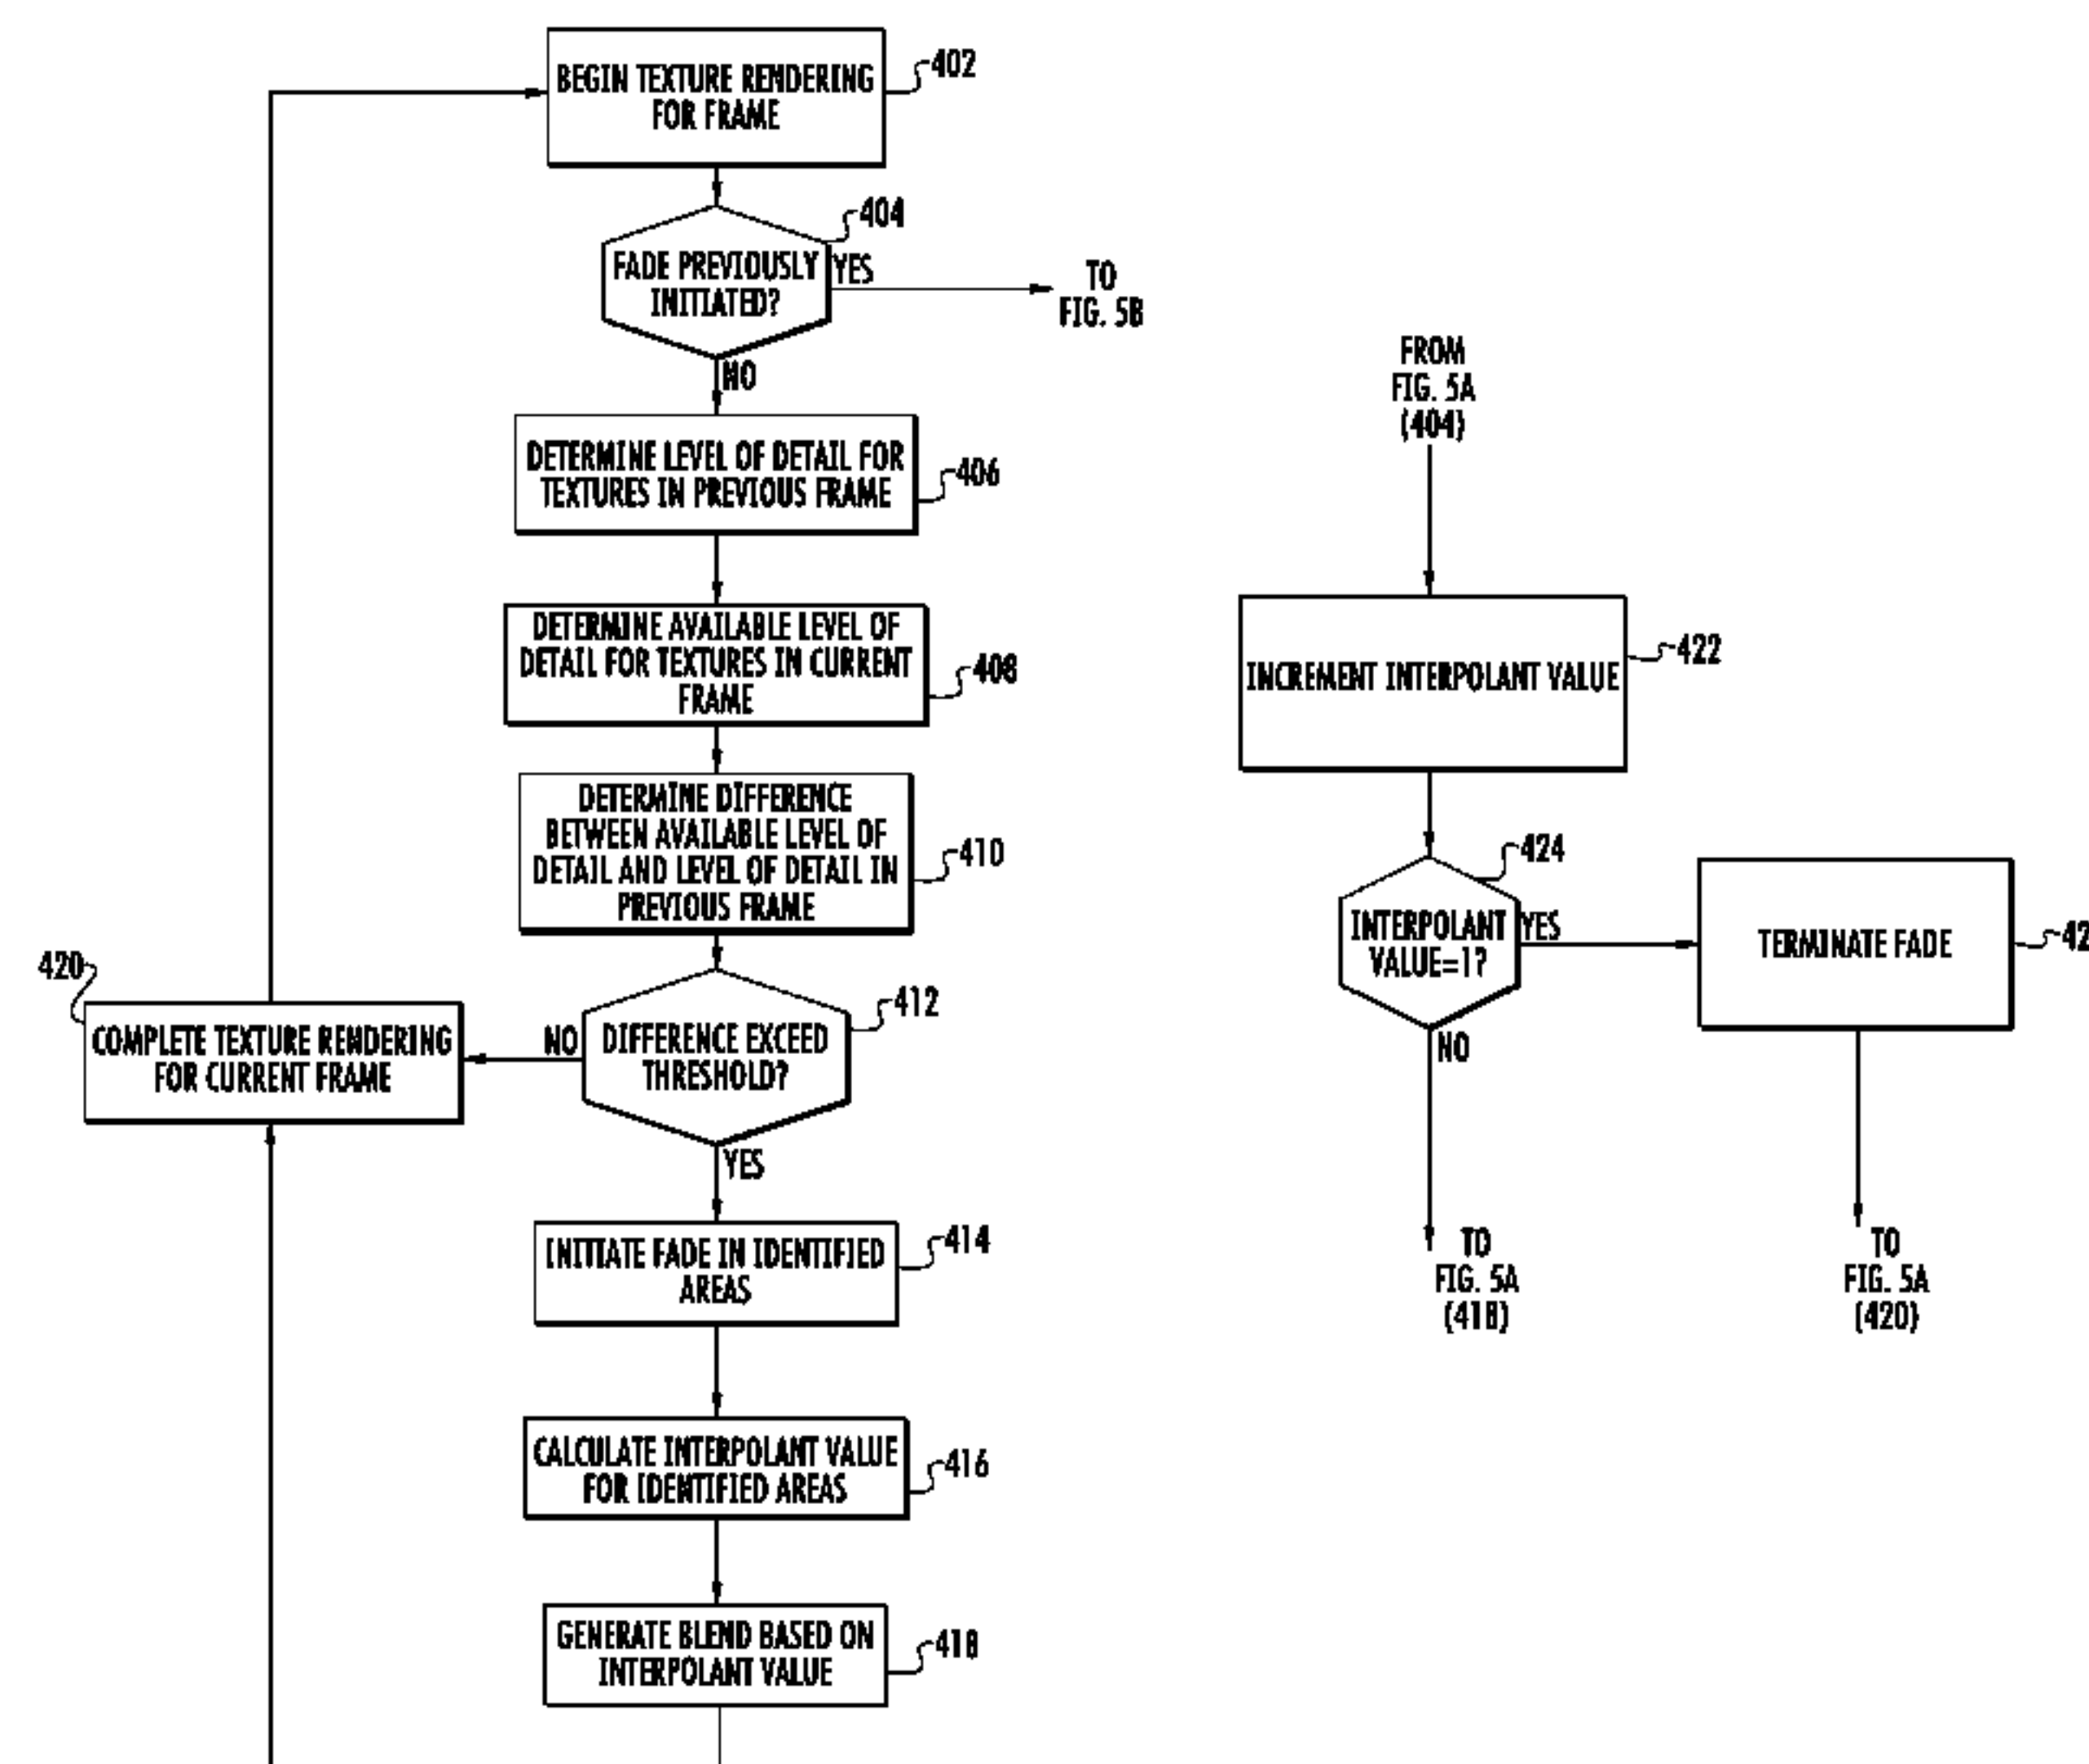 BEGIN TEXTURE RENDERING
FOR FRAME
402
404
FADE PREVIOUSLY
INITIATED?
YES
TO
FIG. 5B
NO
DETERMINE LEVEL OF DETAIL FOR
TEXTURES IN PREVIOUS FRAME
406
DETERMINE AVAILABLE LEVEL OF
DETAIL FOR TEXTURES IN CURRENT
FRAME
408
DETERMINE DIFFERENCE
BETWEEN AVAILABLE LEVEL OF
DETAIL AND LEVEL OF DETAIL IN
PREVIOUS FRAME
410
412
DIFFERENCE EXCEED
THRESHOLD?
NO
420
COMPLETE TEXTURE RENDERING
FOR CURRENT FRAME
YES
INITIATE FADE IN IDENTIFIED
AREAS
414
CALCULATE INTERPOLANT VALUE
FOR IDENTIFIED AREAS
416
GENERATE BLEND BASED ON
INTERPOLANT VALUE
418
FROM
FIG. 5A
(404)
INCREMENT INTERPOLANT VALUE
422
424
INTERPOLANT
VALUE=1?
YES
TERMINATE FADE
42
NO
TO
FIG. 5A
(418)
TO
FIG. 5A
(420)